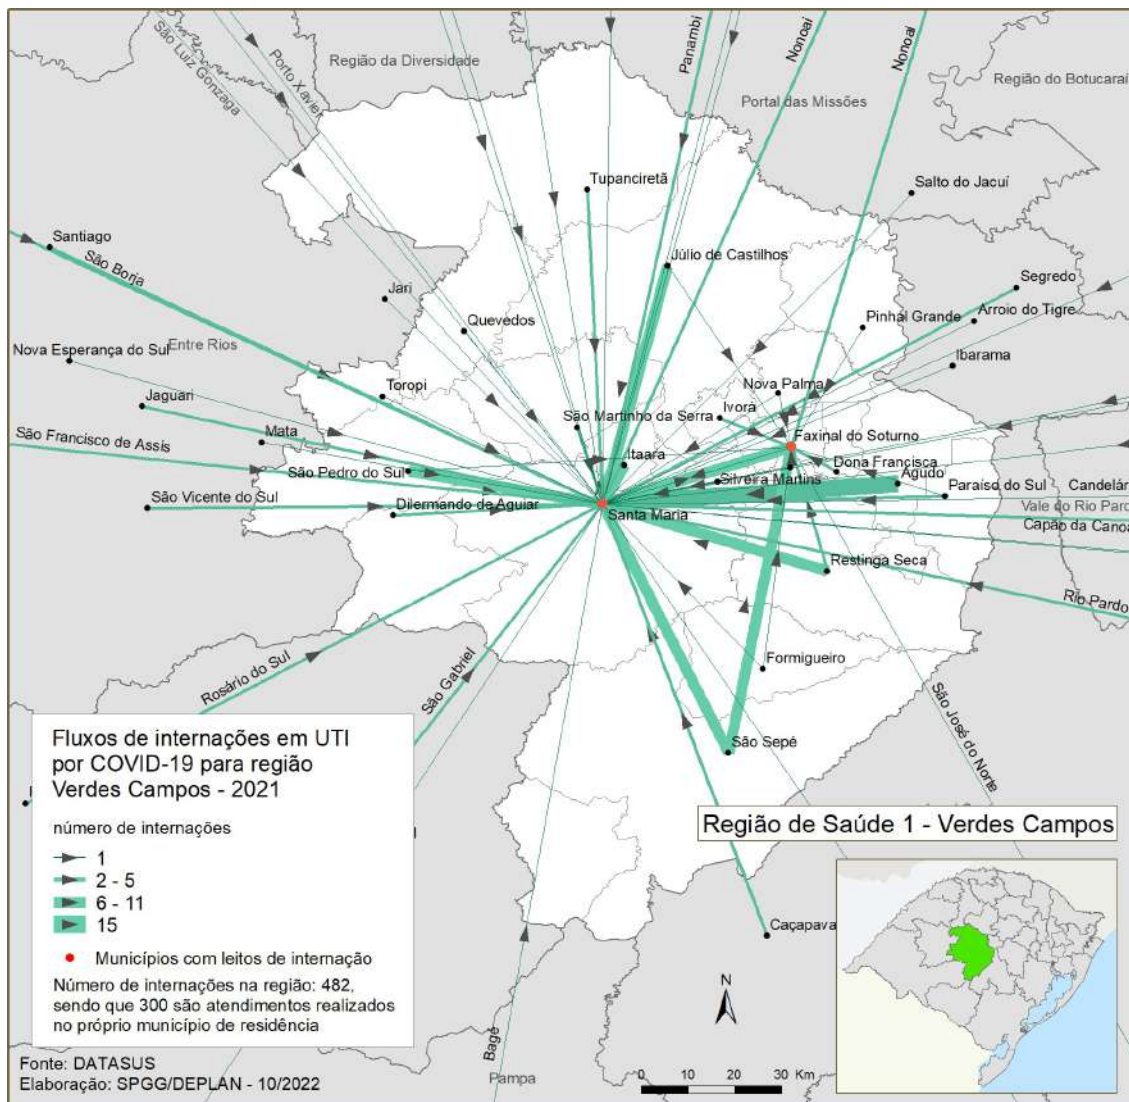 São Luiz Gonzaga
Porto Xavier
Região da Diversidade
Panambi
Nonoai
Nonoai
Portal das Missões
Região do Botucaraí
Tupanciretã
Salto do Jacuí
Santiago
São Borja
Júlio de Castilhos
Segredo
Jari
Quevedos
Pinhal Grande
Arroio do Tigre
Nova Esperança do Sul
Entre Rios
Ibarama
Jaguari
Toropi
Nova Palma
São Martinho da Serra
Ivorá
São Francisco de Assis
Mata
Faxinal do Soturno
São Pedro do Sul
Itaara
Dona Francisca
Silveira Martins
Agudo
São Vicente do Sul
Dilermando de Aguiar
Santa Maria
Paraíso do Sul
Candelár
Vale do Rio Pardo
Capão da Canoa
Restinga Seca
Rio Pardo
Rosário do Sul
São Gabriel
Formigueiro
São José do Norte
São Sepé
Caçapava
Bagé
Pampa
Fluxos de internações em UTI
por COVID-19 para região
Verdes Campos - 2021
número de internações
1
2 - 5
6 - 11
15
Municípios com leitos de internação
Número de internações na região: 482,
sendo que 300 são atendimentos realizados
no próprio município de residência
Fonte: DATASUS
Elaboração: SPGG/DEPLAN - 10/2022
Região de Saúde 1 - Verdes Campos
N
0 10 20 30 Km